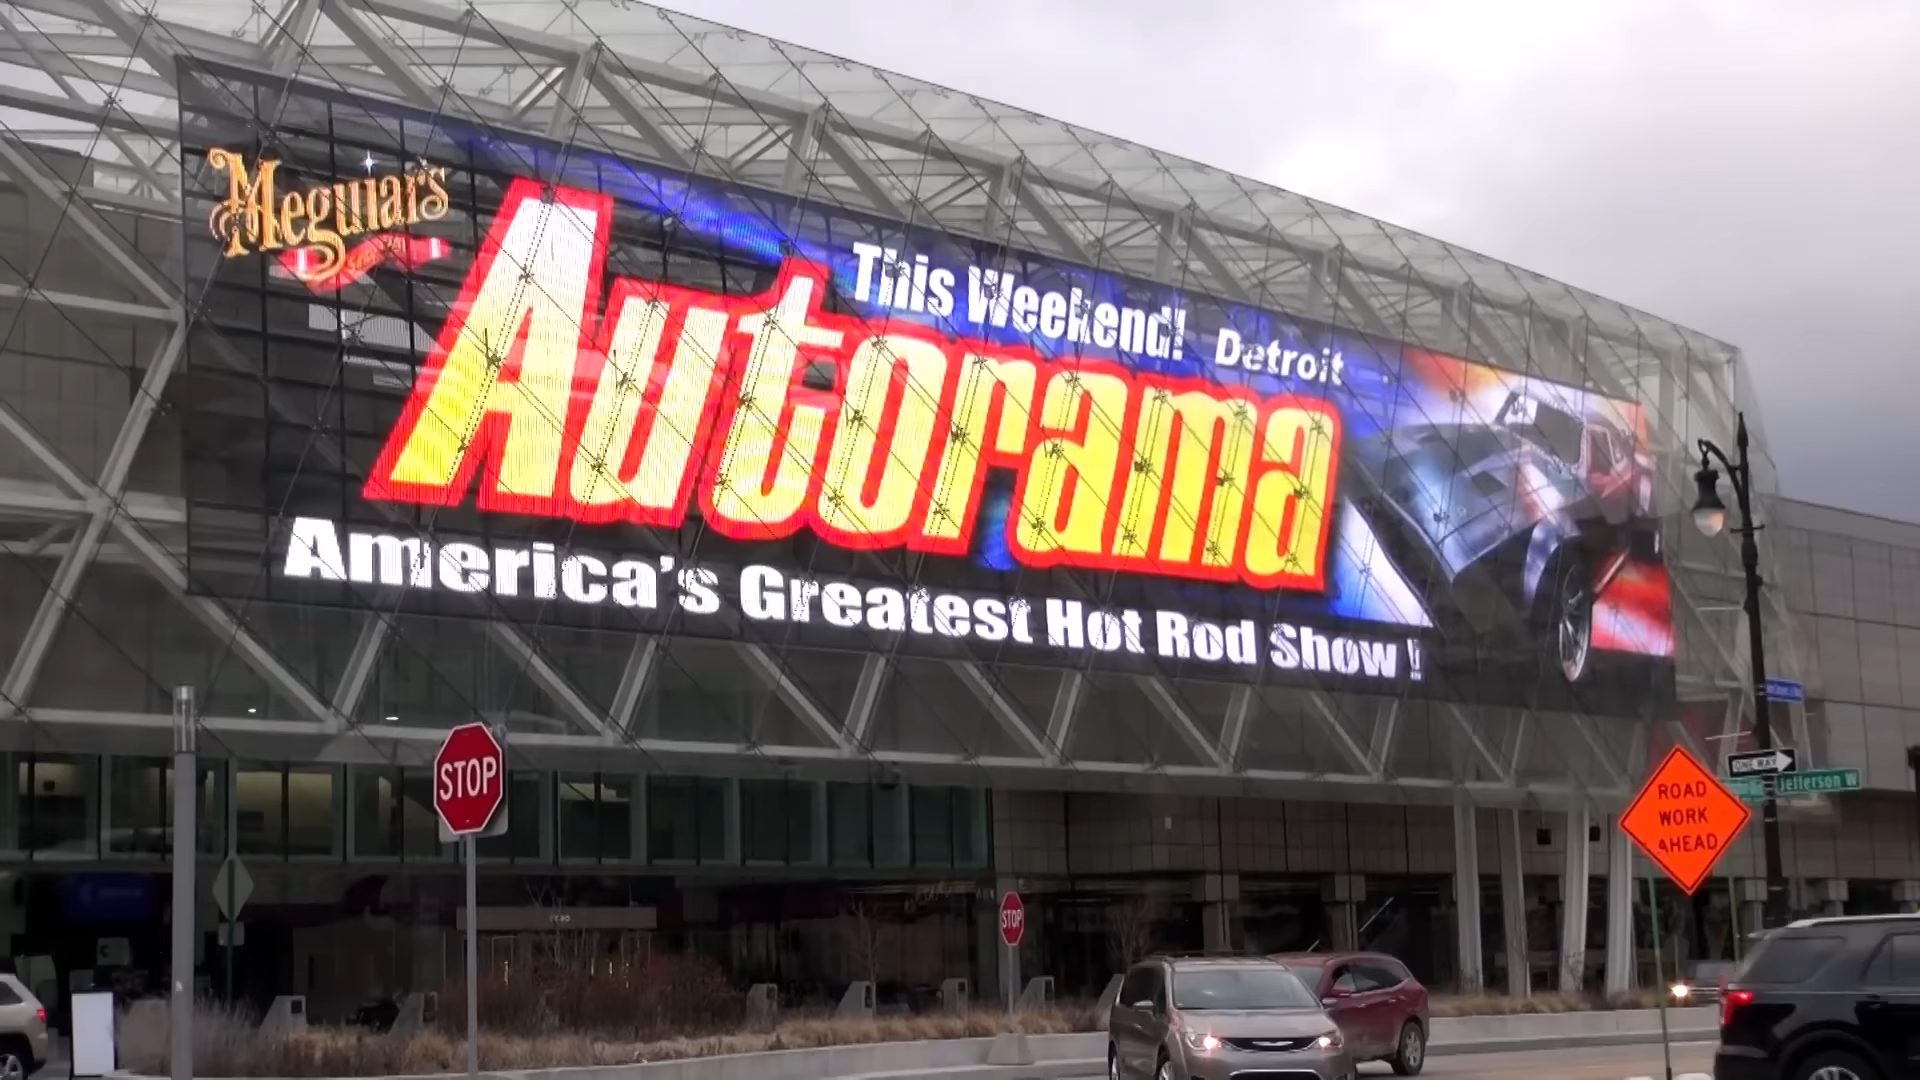 Meguiar's
This Weekend!
Detroit
Autorama
America's Greatest Hot Rod Show !
STOP
STOP
ONE WAY
Jefferson W
ROAD
WORK
AHEAD